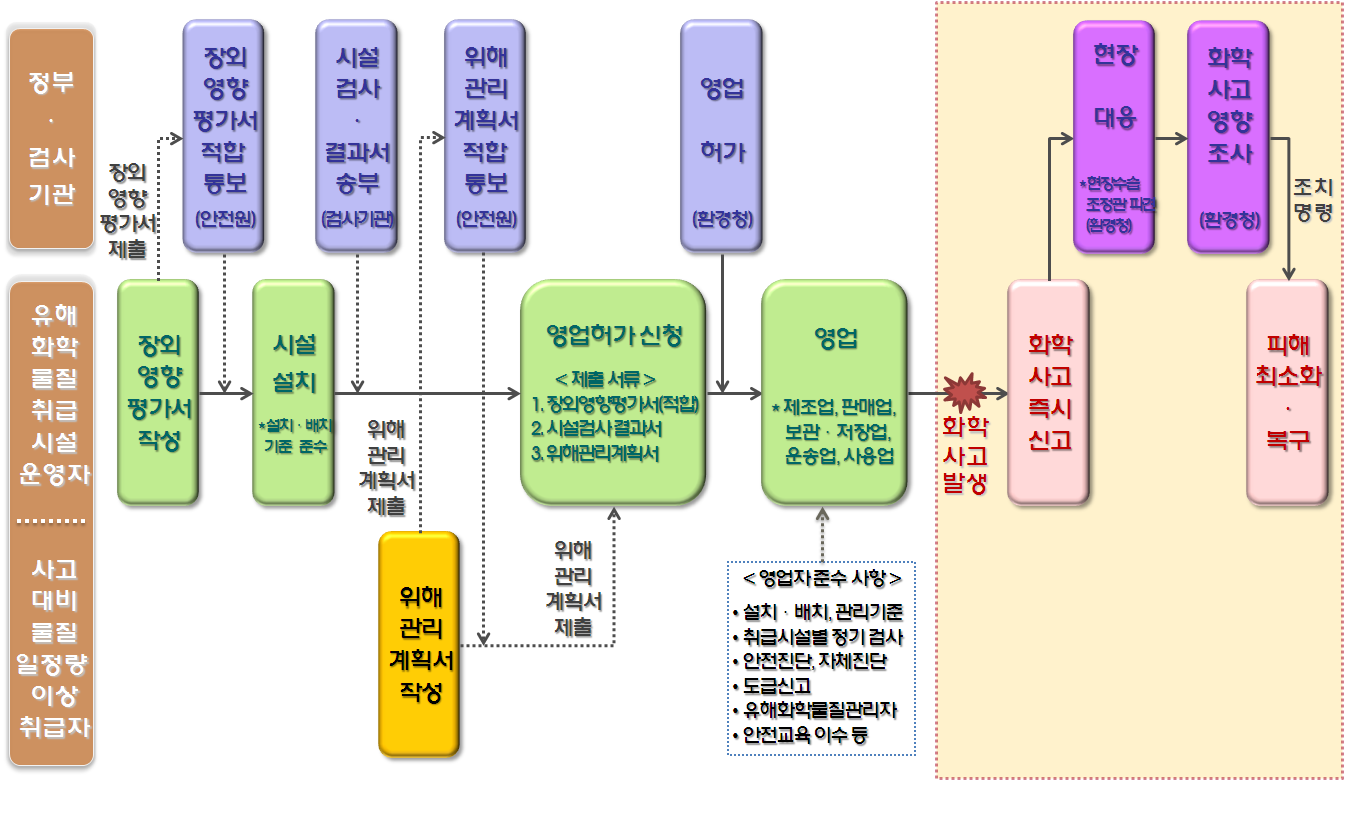 정부
·
검사
기관
장외
영향
평가서
적합
통보
(안전원)
시설
검사
·
결과서
송부
(검사기관)
위해
관리
계획서
적합
통보
(안전원)
영업
허가
(환경청)
현장
대응
*현장수습
조정관 파견
(환경청)
화학
사고
영향
조사
(환경청)
장외
영향
평가서
제출
조치
명령
유해
화학
물질
취급
시설
운영자
사고
대비
물질
일정량
이상
취급자
장외
영향
평가서
작성
시설
설치
*설치·배치
기준 준수
위해
관리
계획서
제출
영업허가 신청
< 제출 서류 >
1. 장외영향평가서(적합)
2. 시설검사 결과서
3. 위해관리계획서
영업
* 제조업, 판매업,
보관·저장업,
운송업, 사용업
화학
사고
발생
화학
사고
즉시
신고
피해
최소화
·
복구
위해
관리
계획서
작성
위해
관리
계획서
제출
< 영업자 준수 사항 >
• 설치·배치, 관리기준
• 취급시설별 정기 검사
• 안전진단, 자체진단
• 도급신고
• 유해화학물질관리자
• 안전교육 이수 등